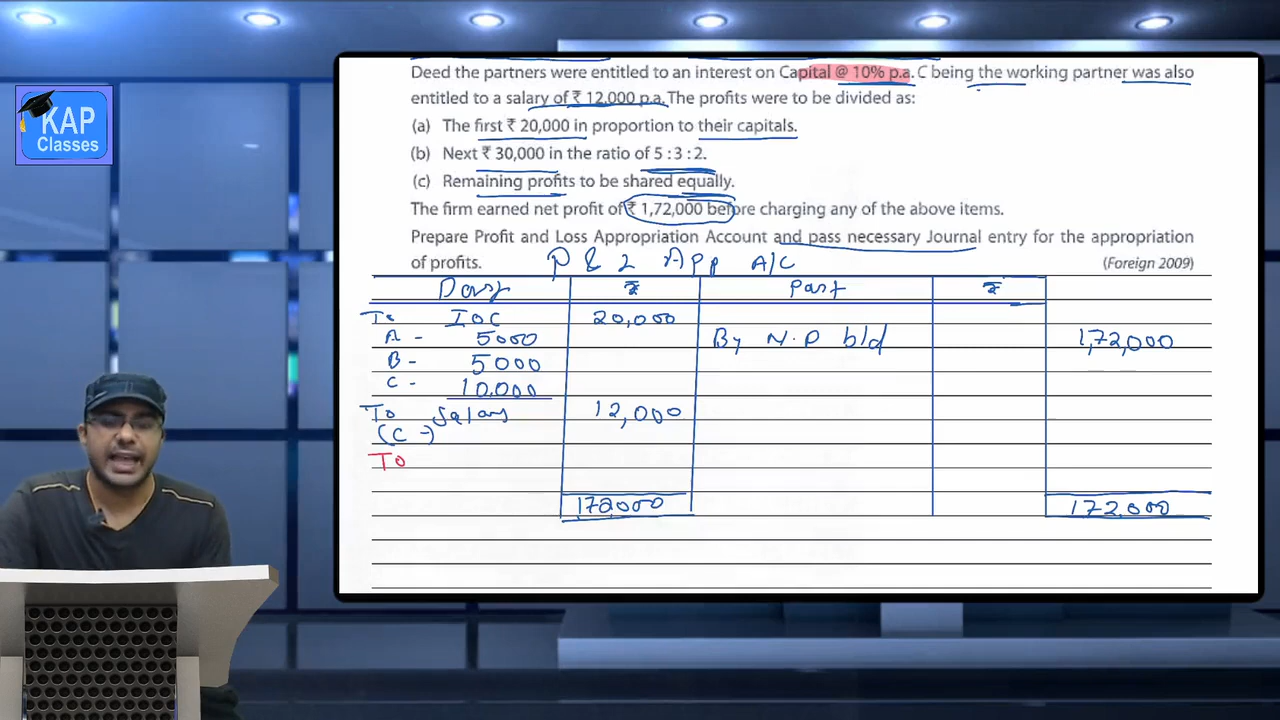 KAP
Classes
Deed the partners were entitled to an interest on Capital @ 10% p.a. C being the working partner was also
entitled to a salary of ₹ 12,000 p.a. The profits were to be divided as:
(a) The first ₹ 20,000 in proportion to their capitals.
(b) Next ₹ 30,000 in the ratio of 5 : 3 : 2.
(c) Remaining profits to be shared equally.
The firm earned net profit of ₹ 1,72,000 before charging any of the above items.
Prepare Profit and Loss Appropriation Account and pass necessary Journal entry for the appropriation
of profits. (Foreign 2009)
P & L App A/C
Part ₹ Part ₹
To IOC 20,000
A - 5000 By N.P b/d 1,72,000
B - 5000
C - 10,000
To Salary 12,000
(C -)
To
172000 172,000